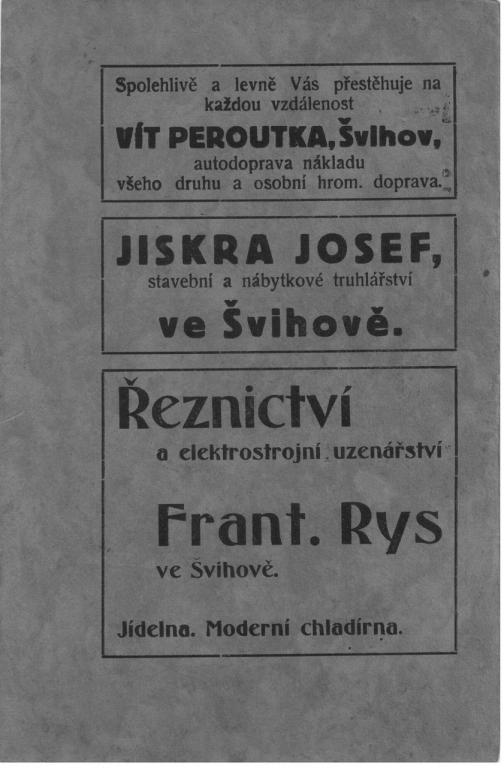 Spolehlivě a levně Vás přestěhuje na
každou vzdálenost
VÍT PEROUTKA, Švihov,
autodoprava nákladu
všeho druhu a osobní hrom. doprava.
JISKRA JOSEF,
stavební a nábytkové truhlářství
ve Švihově.
Řeznictví
a elektrostrojní uzenářství
Frant. Rys
ve Švihově.
Jídelna. Moderní chladírna.